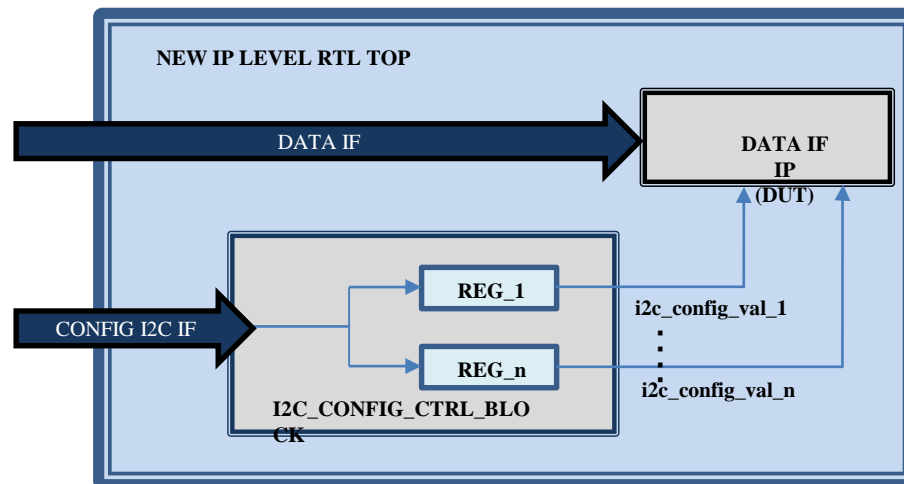 NEW IP LEVEL RTL TOP
DATA IF
DATA IF
IP
(DUT)
REG_1
i2c_config_val_1
CONFIG I2C IF
REG_n
i2c_config_val_n
I2C_CONFIG_CTRL_BLO
CK